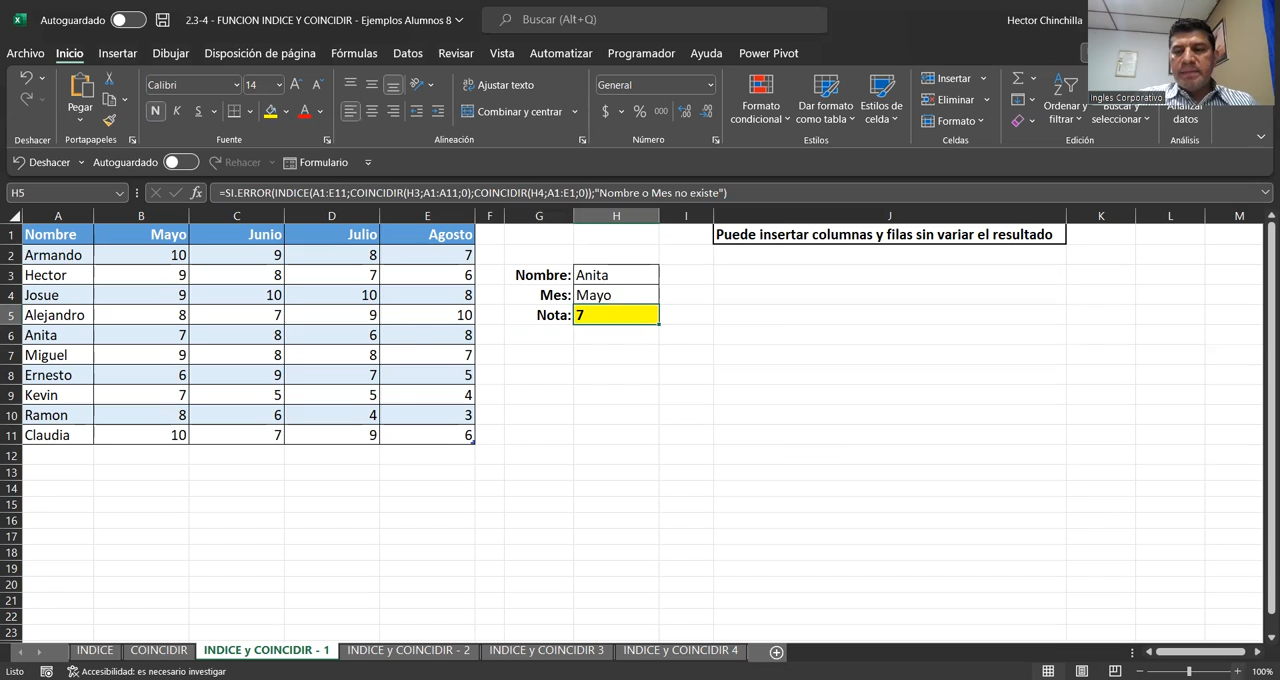 Autoguardado
2.3-4 - FUNCION INDICE Y COINCIDIR - Ejemplos Alumnos 8
Buscar (Alt+Q)
Hector Chinchilla
Archivo Inicio Insertar Dibujar Disposición de página Fórmulas Datos Revisar Vista Automatizar Programador Ayuda Power Pivot
Ingles Corporativo
Pegar
Calibri 14
N K S
Ajustar texto
Combinar y centrar
General
$ % 000
Formato condicional
Dar formato como tabla
Estilos de celda
Insertar
Eliminar
Formato
Ordenar y filtrar
Buscar y seleccionar
Analizar datos
Deshacer Portapapeles Fuente Alineación Número Estilos Celdas Edición Análisis
Deshacer Autoguardado Rehacer Formulario
H5 fx =SI.ERROR(INDICE(A1:E11;COINCIDIR(H3;A1:A11;0);COINCIDIR(H4;A1:E1;0));"Nombre o Mes no existe")
A B C D E F G H I J K L M
1 Nombre Mayo Junio Julio Agosto Puede insertar columnas y filas sin variar el resultado
2 Armando 10 9 8 7
3 Hector 9 8 7 6 Nombre: Anita
4 Josue 9 10 10 8 Mes: Mayo
5 Alejandro 8 7 9 10 Nota: 7
6 Anita 7 8 6 8
7 Miguel 9 8 8 7
8 Ernesto 6 9 7 5
9 Kevin 7 5 5 4
10 Ramon 8 6 4 3
11 Claudia 10 7 9 6
12
13
14
15
16
17
18
19
20
21
22
23
INDICE COINCIDIR INDICE y COINCIDIR - 1 INDICE y COINCIDIR - 2 INDICE y COINCIDIR 3 INDICE y COINCIDIR 4
Listo Accesibilidad: es necesario investigar 100%